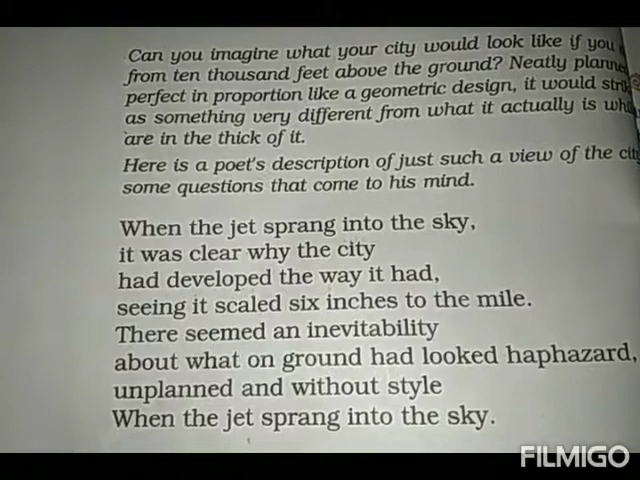 Can you imagine what your city would look like if you
from ten thousand feet above the ground? Neatly planne
perfect in proportion like a geometric design, it would stri
as something very different from what it actually is wh
are in the thick of it.
Here is a poet's description of just such a view of the cit
some questions that come to his mind.
When the jet sprang into the sky,
it was clear why the city
had developed the way it had,
seeing it scaled six inches to the mile.
There seemed an inevitability
about what on ground had looked haphazard,
unplanned and without style
When the jet sprang into the sky.
FILMIGO